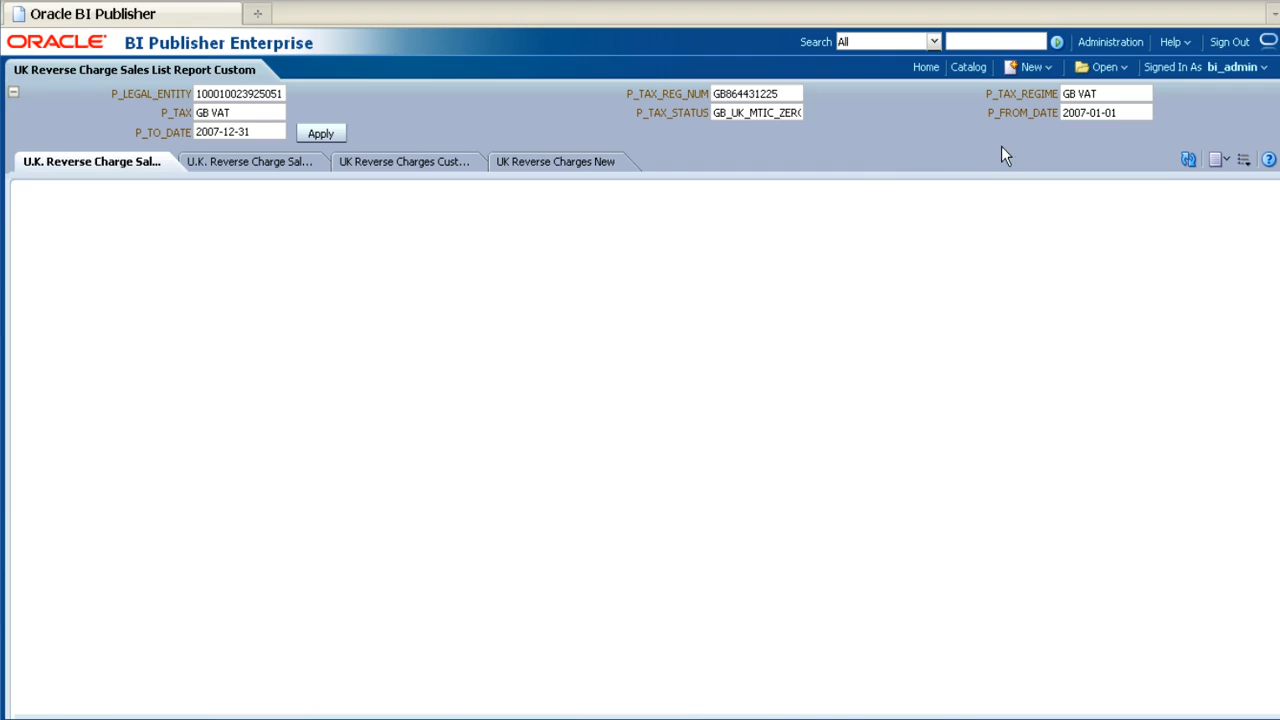 Oracle BI Publisher
ORACLE BI Publisher Enterprise
Search All
Administration Help Sign Out
UK Reverse Charge Sales List Report Custom
Home Catalog New Open Signed In As bi_admin
P_LEGAL_ENTITY 100010023925051
P_TAX_REG_NUM GB864431225
P_TAX_REGIME GB VAT
P_TAX GB VAT
P_TAX_STATUS GB_UK_MTIC_ZER
P_FROM_DATE 2007-01-01
P_TO_DATE 2007-12-31
Apply
U.K. Reverse Charge Sal... U.K. Reverse Charge Sal... UK Reverse Charges Cust... UK Reverse Charges New